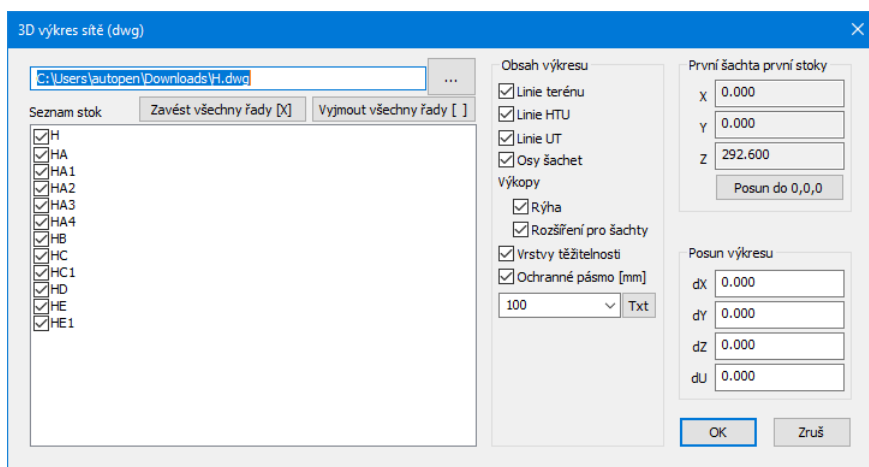 3D výkres sítě (dwg)
C:\Users\autopen\Downloads\H.dwg
...
Seznam stok
Zavést všechny řady [X]
Vyjmout všechny řady [ ]
H
HA
HA1
HA2
HA3
HA4
HB
HC
HC1
HD
HE
HE1
Obsah výkresu
Linie terénu
Linie HTU
Linie UT
Osy šachet
Výkopy
Rýha
Rozšíření pro šachty
Vrstvy těžitelnosti
Ochranné pásmo [mm]
100
Txt
První šachta první stoky
X 0.000
Y 0.000
Z 292.600
Posun do 0,0,0
Posun výkresu
dX 0.000
dY 0.000
dZ 0.000
dU 0.000
OK
Zruš